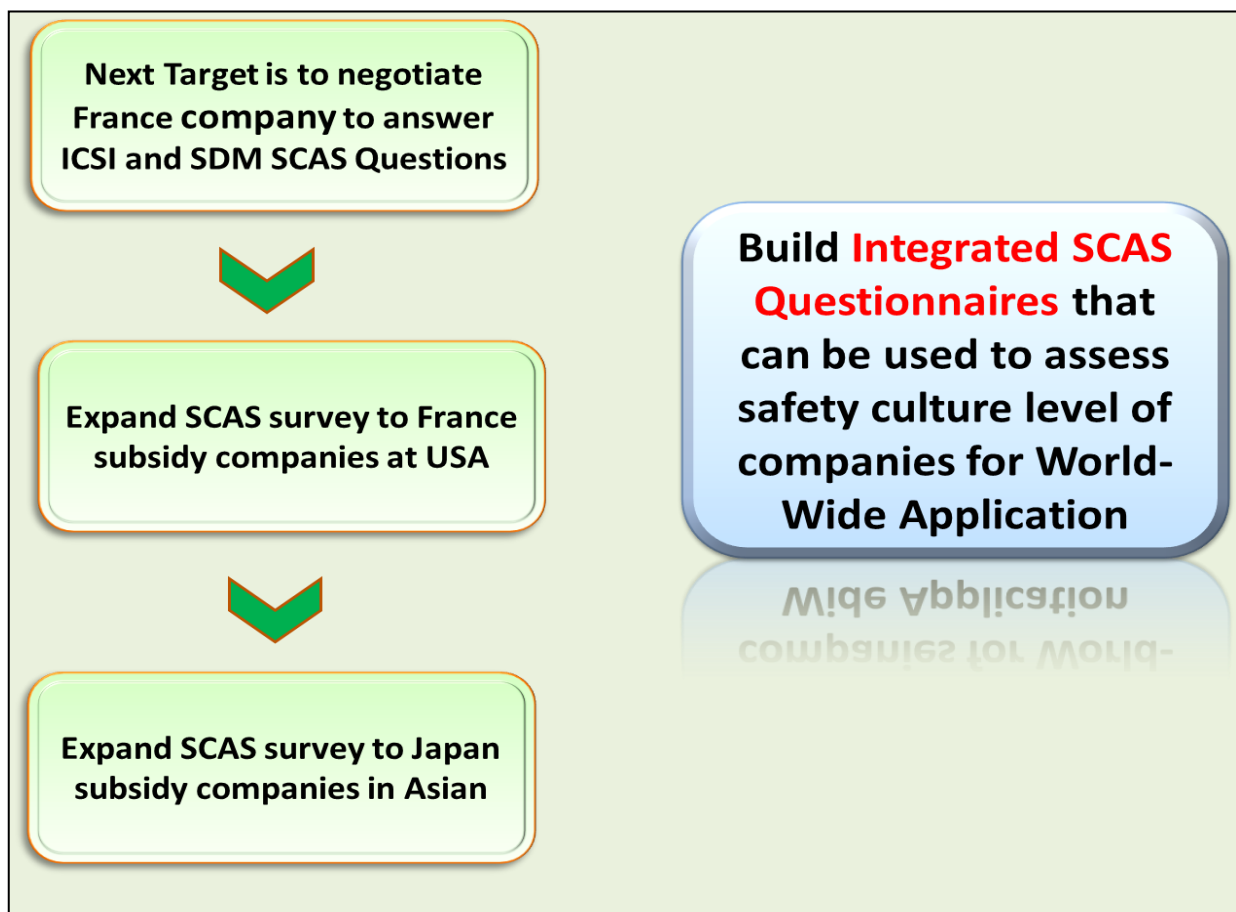 Next Target is to negotiate
France company to answer
ICSI and SDM SCAS Questions
Expand SCAS survey to France
subsidy companies at USA
Expand SCAS survey to Japan
subsidy companies in Asian
Build Integrated SCAS
Questionnaires that
can be used to assess
safety culture level of
companies for World-
Wide Application